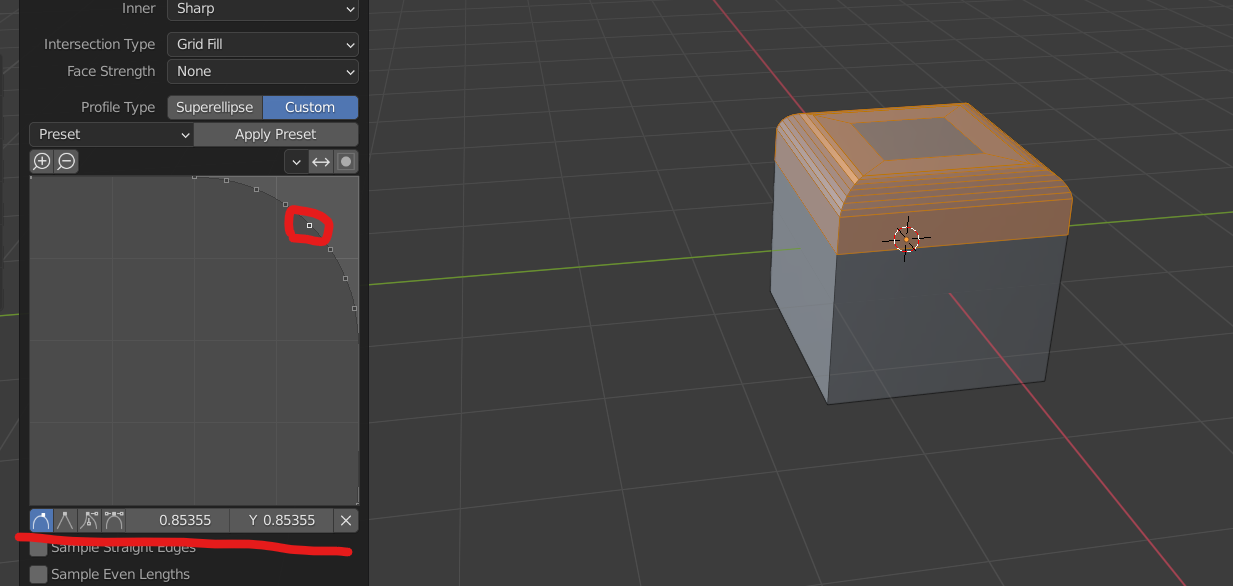 Inner Sharp
Intersection Type Grid Fill
Face Strength None
Profile Type Superellipse Custom
Preset Apply Preset
0.85355 Y 0.85355
Sample Straight Edges
Sample Even Lengths